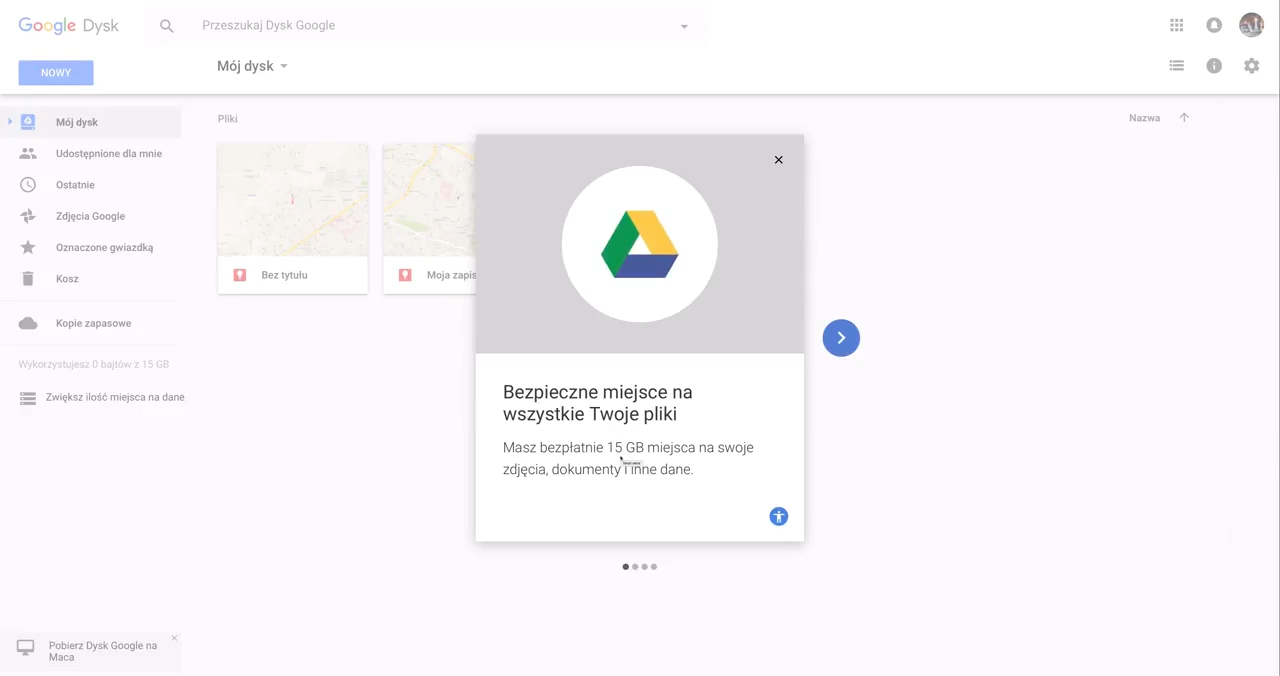 Google Dysk
Przeszukaj Dysk Google
NOWY
Mój dysk
Mój dysk
Udostępnione dla mnie
Ostatnie
Zdjęcia Google
Oznaczone gwiazdką
Kosz
Kopie zapasowe
Wykorzystujesz 0 bajtów z 15 GB
Zwiększ ilość miejsca na dane
Pobierz Dysk Google na
Maca
Pliki
Nazwa
Bez tytułu
Moja zapis
Bezpieczne miejsce na
wszystkie Twoje pliki
Masz bezpłatnie 15 GB miejsca na swoje
zdjęcia, dokumenty i inne dane.